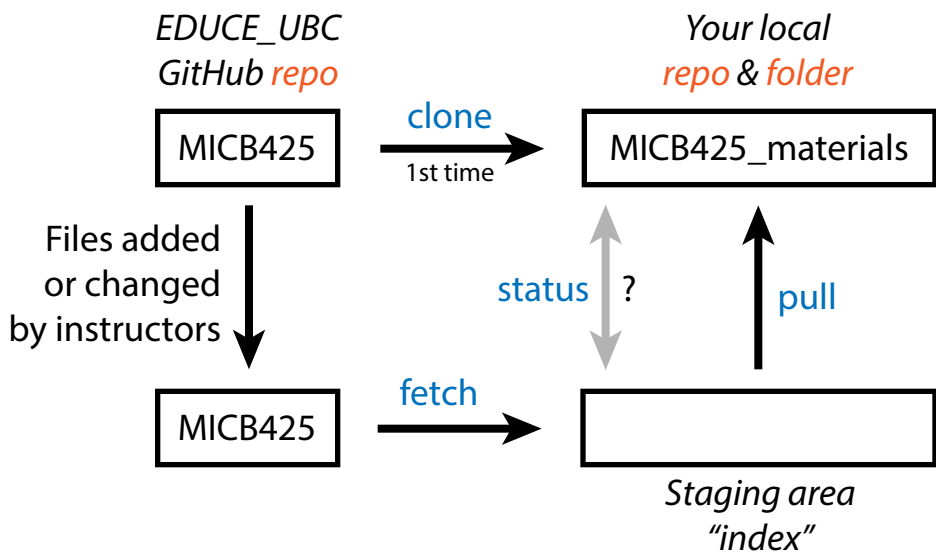 EDUCE_UBC
GitHub repo
Your local
repo & folder
MICB425
clone
1st time
MICB425_materials
Files added
or changed
by instructors
status
?
pull
MICB425
fetch
Staging area
“index”